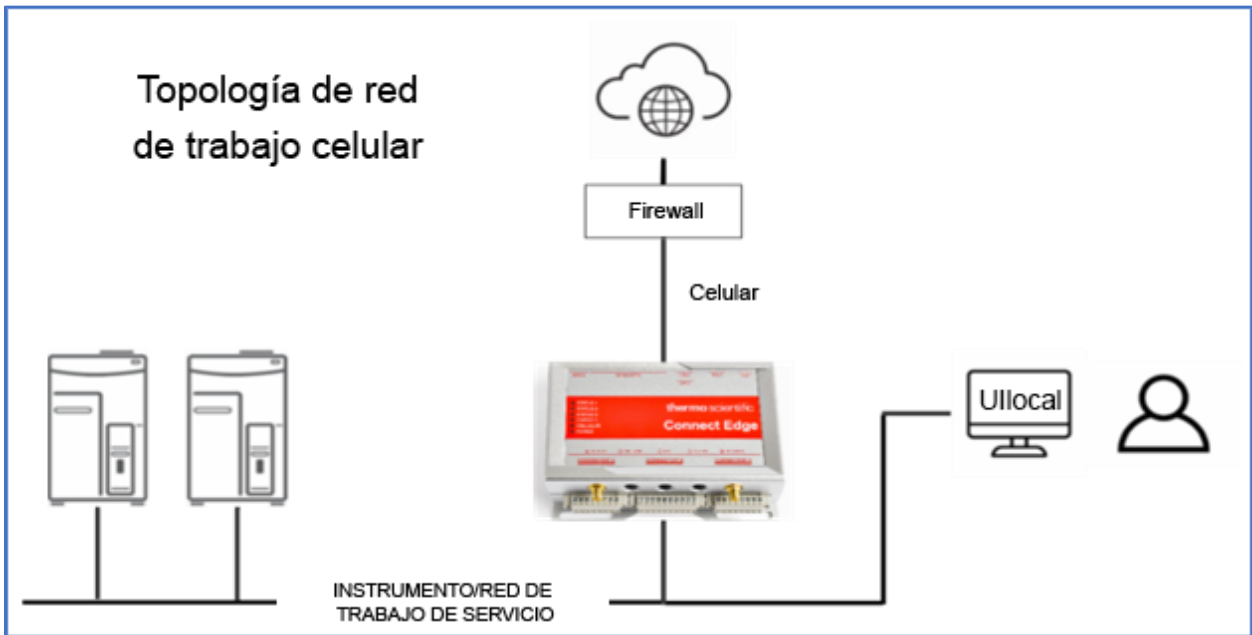 Topología de red
de trabajo celular
Firewall
Celular
thermo scientific
Connect Edge
UIlocal
INSTRUMENTO/RED DE
TRABAJO DE SERVICIO